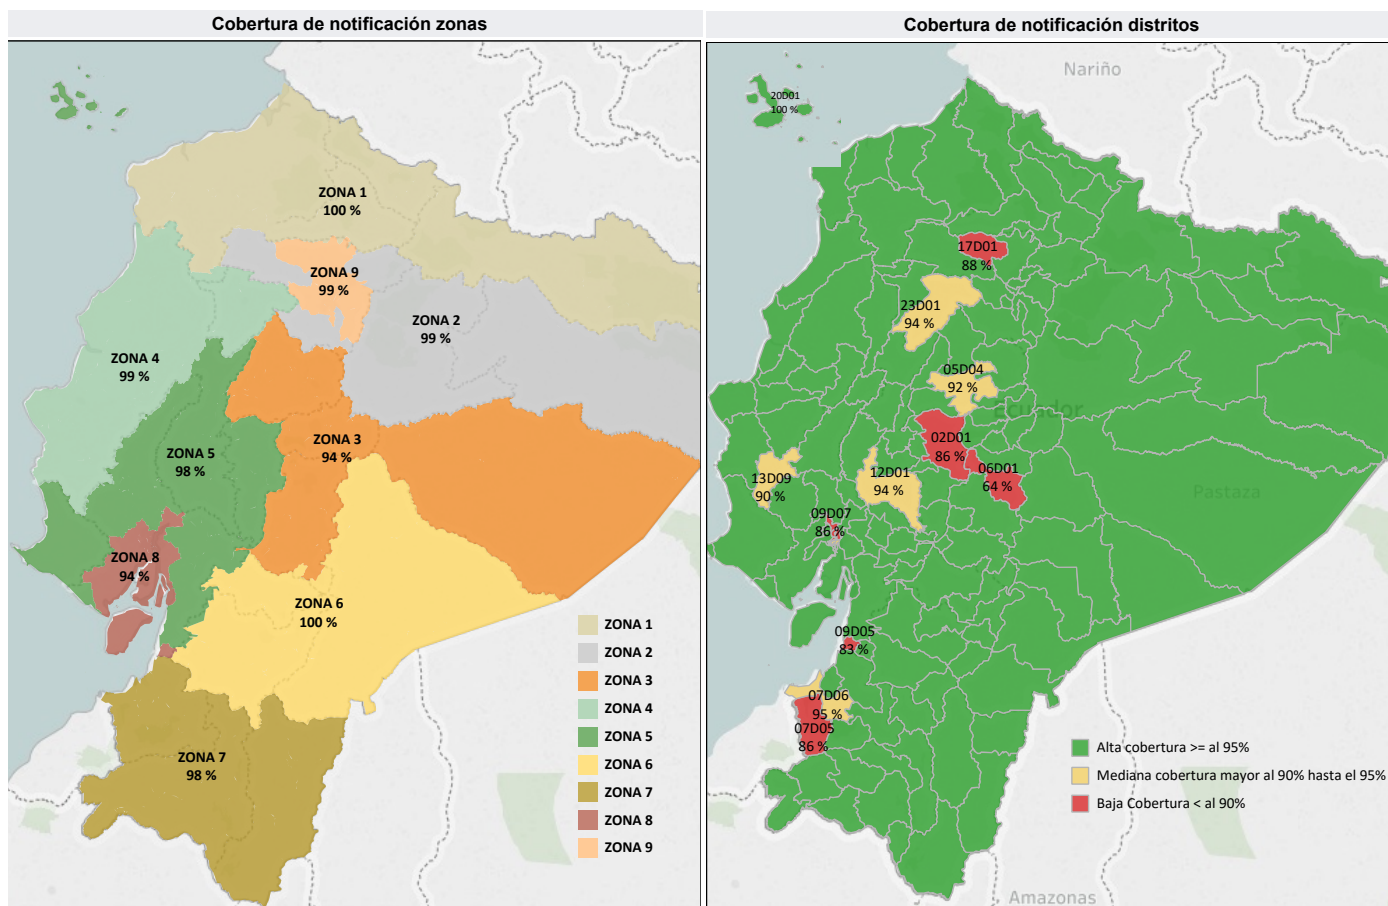 Cobertura de notificación zonas
ZONA 1
100 %
ZONA 9
99 %
ZONA 2
99 %
ZONA 4
99 %
ZONA 3
94 %
ZONA 5
98 %
ZONA 8
94 %
ZONA 6
100 %
ZONA 7
98 %
ZONA 1
ZONA 2
ZONA 3
ZONA 4
ZONA 5
ZONA 6
ZONA 7
ZONA 8
ZONA 9
Cobertura de notificación distritos
Nariño
20D01
100 %
17D01
88 %
23D01
94 %
05D04
92 %
Ecuador
02D01
86 %
06D01
64 %
13D09
90 %
12D01
94 %
Pastaza
09D07
86 %
09D05
83 %
07D06
95 %
07D05
86 %
Alta cobertura >= al 95%
Mediana cobertura mayor al 90% hasta el 95%
Baja Cobertura < al 90%
Amazonas